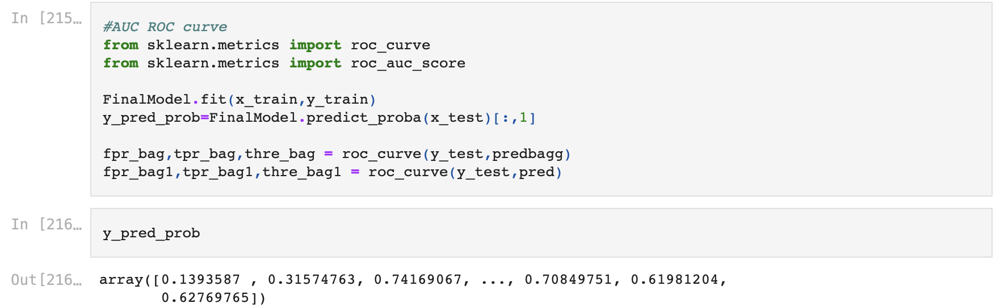 In [215…
#AUC ROC curve
from sklearn.metrics import roc_curve
from sklearn.metrics import roc_auc_score
FinalModel.fit(x_train,y_train)
y_pred_prob=FinalModel.predict_proba(x_test)[:,1]
fpr_bag,tpr_bag,thre_bag = roc_curve(y_test,predbagg)
fpr_bag1,tpr_bag1,thre_bag1 = roc_curve(y_test,pred)
In [216…
y_pred_prob
Out[216…
array([0.1393587 , 0.31574763, 0.74169067, ..., 0.70849751, 0.61981204,
0.62769765])